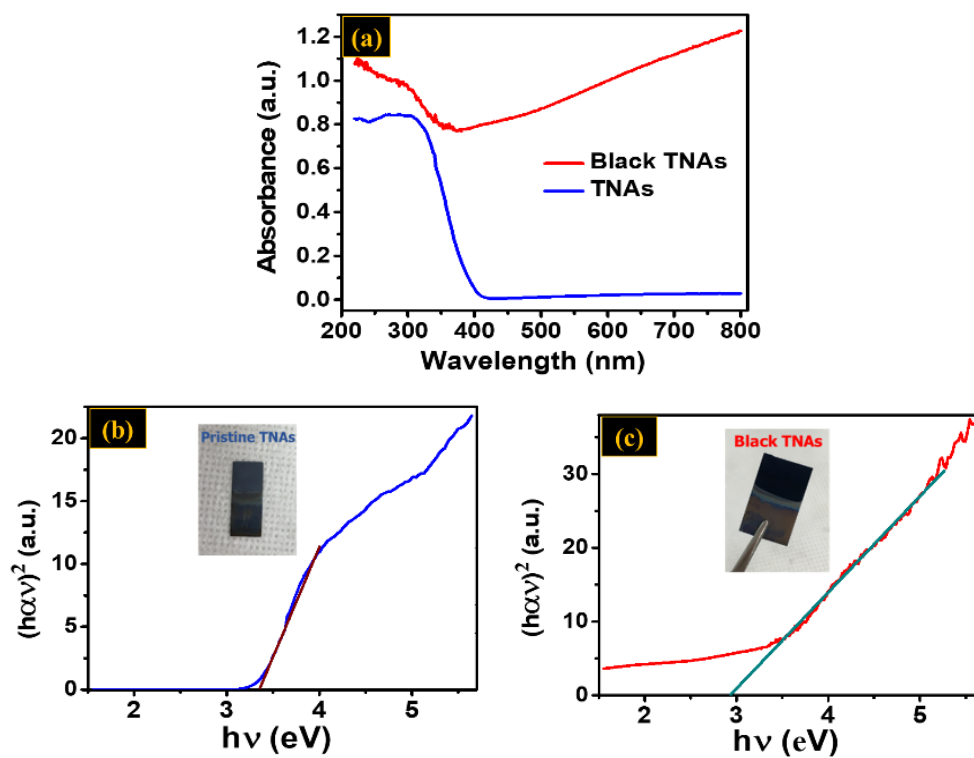 (a)
1.2
1.0
0.8
0.6
0.4
0.2
0.0
Absorbance (a.u.)
Black TNAs
TNAs
200 300 400 500 600 700 800
Wavelength (nm)
(b)
Pristine TNAs
20
15
10
5
0
(hαν)²  (a.u.)
2 3 4 5
hν (eV)
(c)
Black TNAs
30
20
10
0
(hαν)² (a.u.)
2 3 4 5
hν (eV)